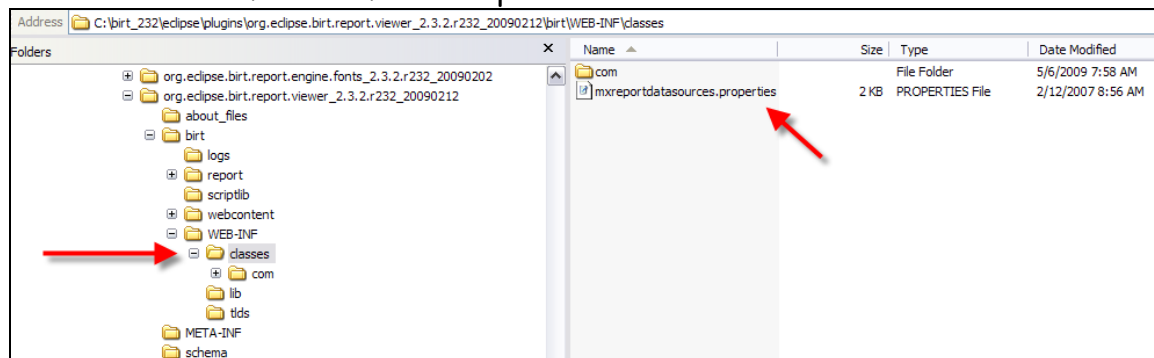 Address C:\birt_232\eclipse\plugins\org.eclipse.birt.report.viewer_2.3.2.r232_20090212\birt\WEB-INF\classes
Folders x Name Size Type Date Modified
org.eclipse.birt.report.engine.fonts_2.3.2.r232_20090202 com File Folder 5/6/2009 7:58 AM
org.eclipse.birt.report.viewer_2.3.2.r232_20090212 mxreportdatasources.properties 2 KB PROPERTIES File 2/12/2007 8:56 AM
about_files
birt
logs
report
scriptlib
webcontent
WEB-INF
classes
com
lib
tlds
META-INF
schema